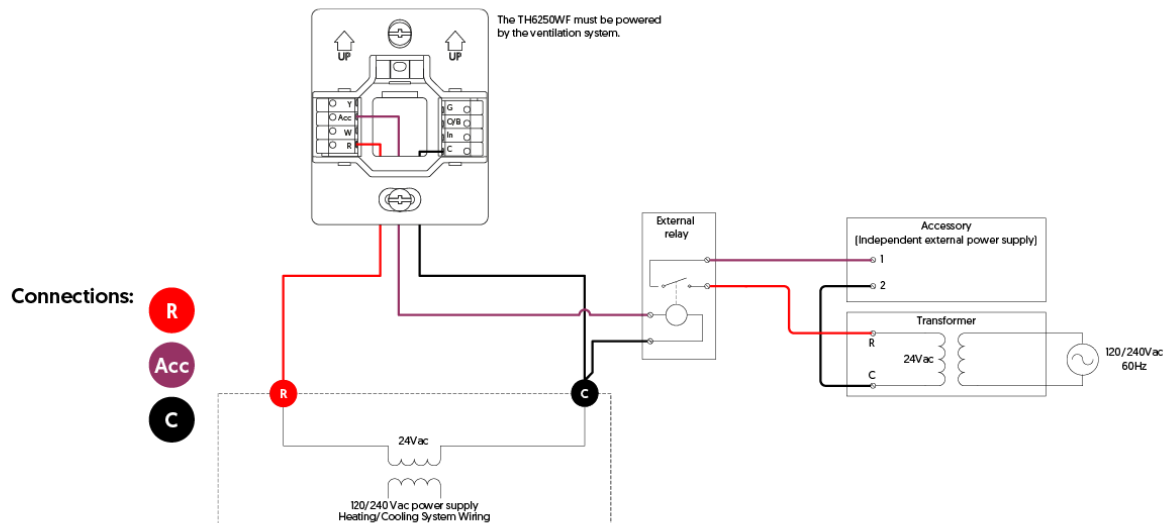 The TH6250WF must be powered
by the ventilation system.
UP
UP
Y
Acc
W
R
G
O/B
In
C
External
relay
Accessory
(Independent external power supply)
1
2
Connections:
R
Acc
C
Transformer
R
24Vac
C
120/240Vac
60Hz
R
C
24Vac
120/240 Vac power supply
Heating/Cooling System Wiring